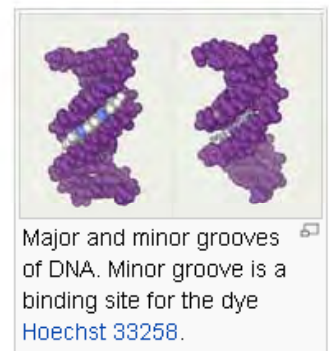 Major and minor grooves
of DNA. Minor groove is a
binding site for the dye
Hoechst 33258.